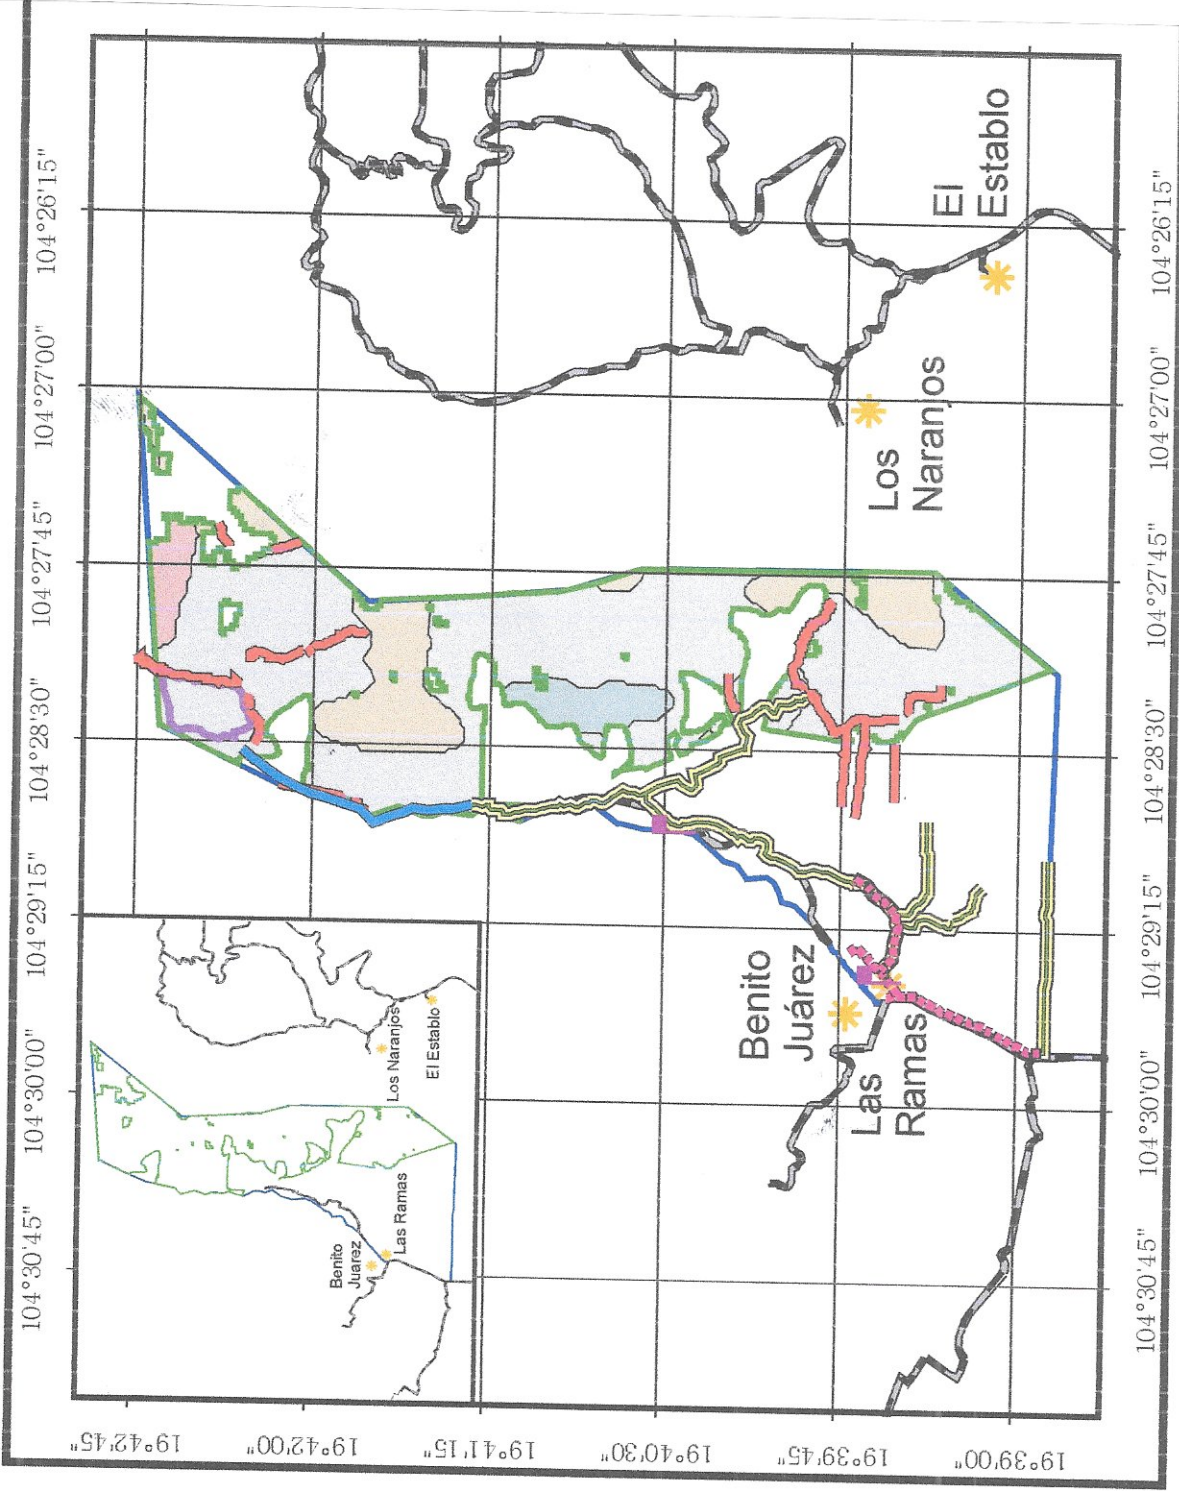 104°30'45"
104°30'00"
104°29'15"
104°28'30"
104°27'45"
104°27'00"
104°26'15"
19°42'45"
19°42'00"
19°41'15"
19°40'30"
19°39'45"
19°39'00"
Benito
Juarez
Las Ramas
Los Naranjos
El Establo
Benito
Juárez
Las
Ramas
Los
Naranjos
El
Establo
104°30'45"
104°30'00"
104°29'15"
104°28'30"
104°27'45"
104°27'00"
104°26'15"